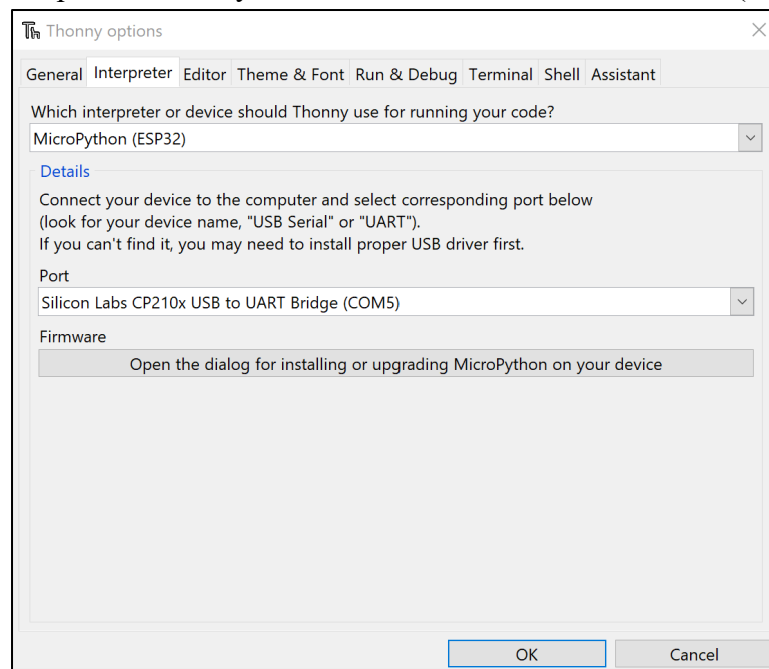 Thonny options
General Interpreter Editor Theme & Font Run & Debug Terminal Shell Assistant
Which interpreter or device should Thonny use for running your code?
MicroPython (ESP32)
Details
Connect your device to the computer and select corresponding port below
(look for your device name, "USB Serial" or "UART").
If you can't find it, you may need to install proper USB driver first.
Port
Silicon Labs CP210x USB to UART Bridge (COM5)
Firmware
Open the dialog for installing or upgrading MicroPython on your device
OK Cancel